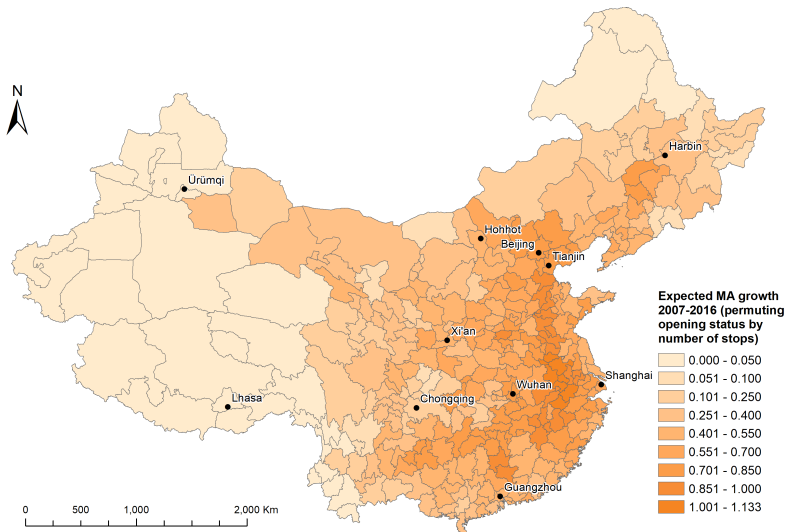 N
Harbin
Ürümqi
Hohhot
Beijing
Tianjin
Expected MA growth
2007-2016 (permuting
opening status by
number of stops)
Xi'an
0.000 - 0.050
Shanghai
0.051 - 0.100
Wuhan
0.101 - 0.250
Lhasa
Chongqing
0.251 - 0.400
0.401 - 0.550
0.551 - 0.700
0.701 - 0.850
Guangzhou
0.851 - 1.000
1.001 - 1.133
0 500 1,000 2,000 Km